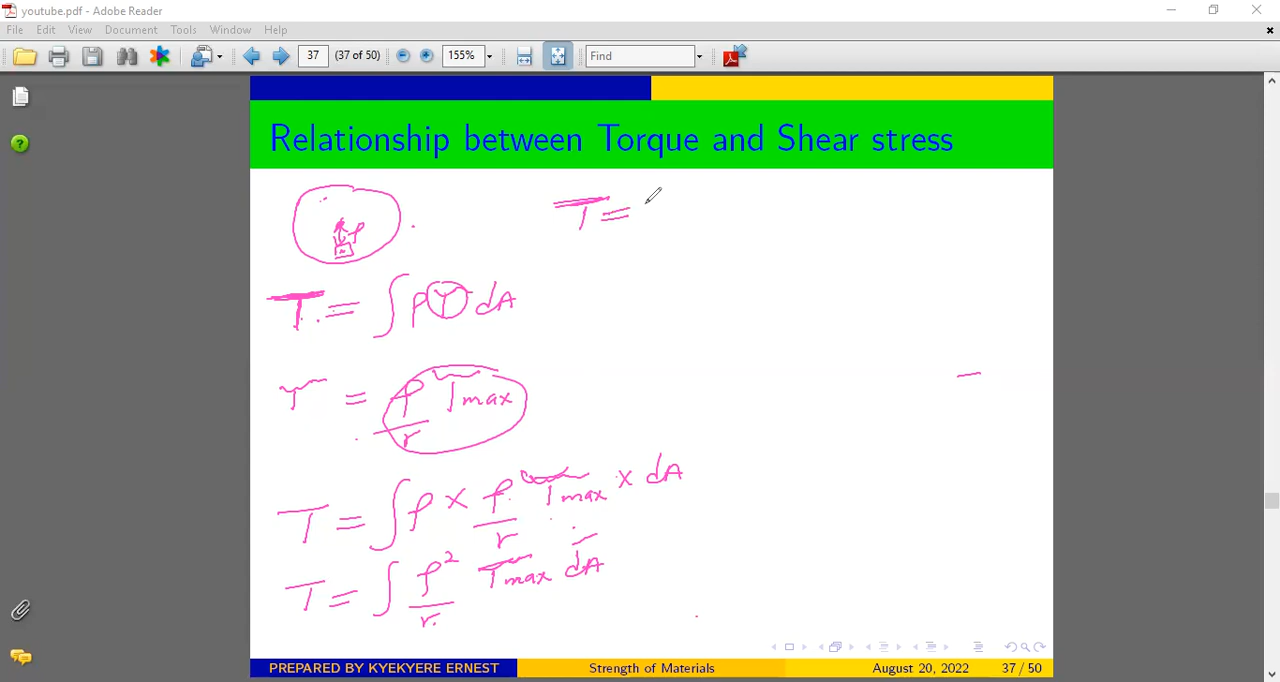 youtube.pdf - Adobe Reader
File Edit View Document Tools Window Help
37 (37 of 50) 155% Find
Relationship between Torque and Shear stress
ρ
T =
T = ∫ ρ τ dA
τ = ρ/r τmax
T = ∫ ρ × ρ/r τmax × dA
T = ∫ ρ²/r τmax dA
PREPARED BY KYEKYERE ERNEST Strength of Materials August 20, 2022 37 / 50